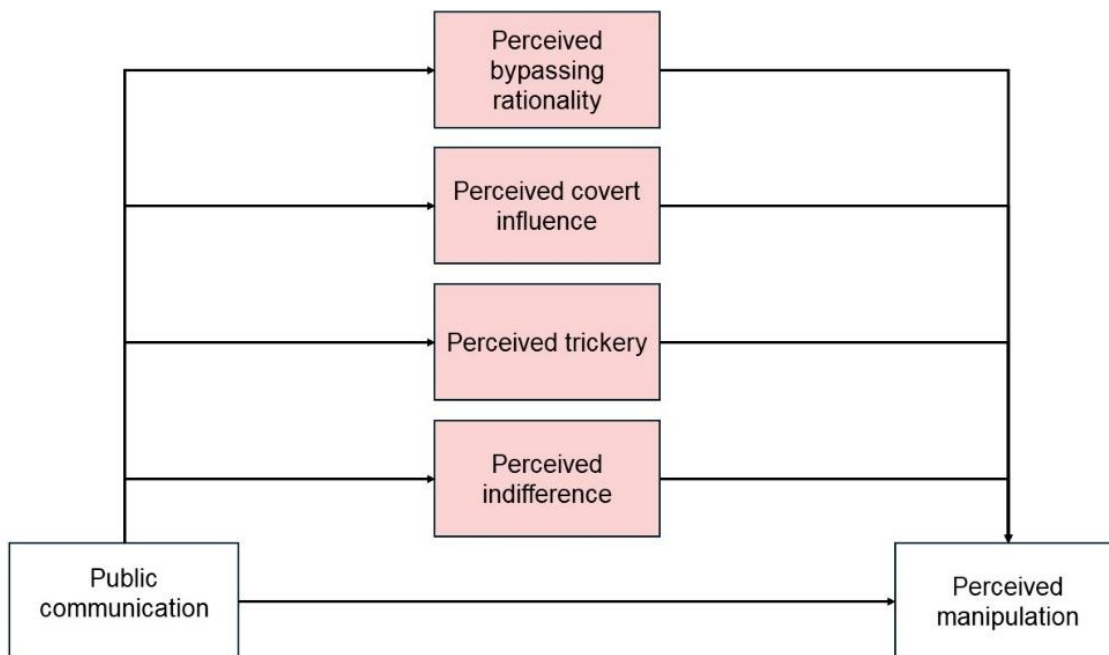 Perceived
bypassing
rationality
Perceived covert
influence
Perceived trickery
Perceived
indifference
Public
communication
Perceived
manipulation